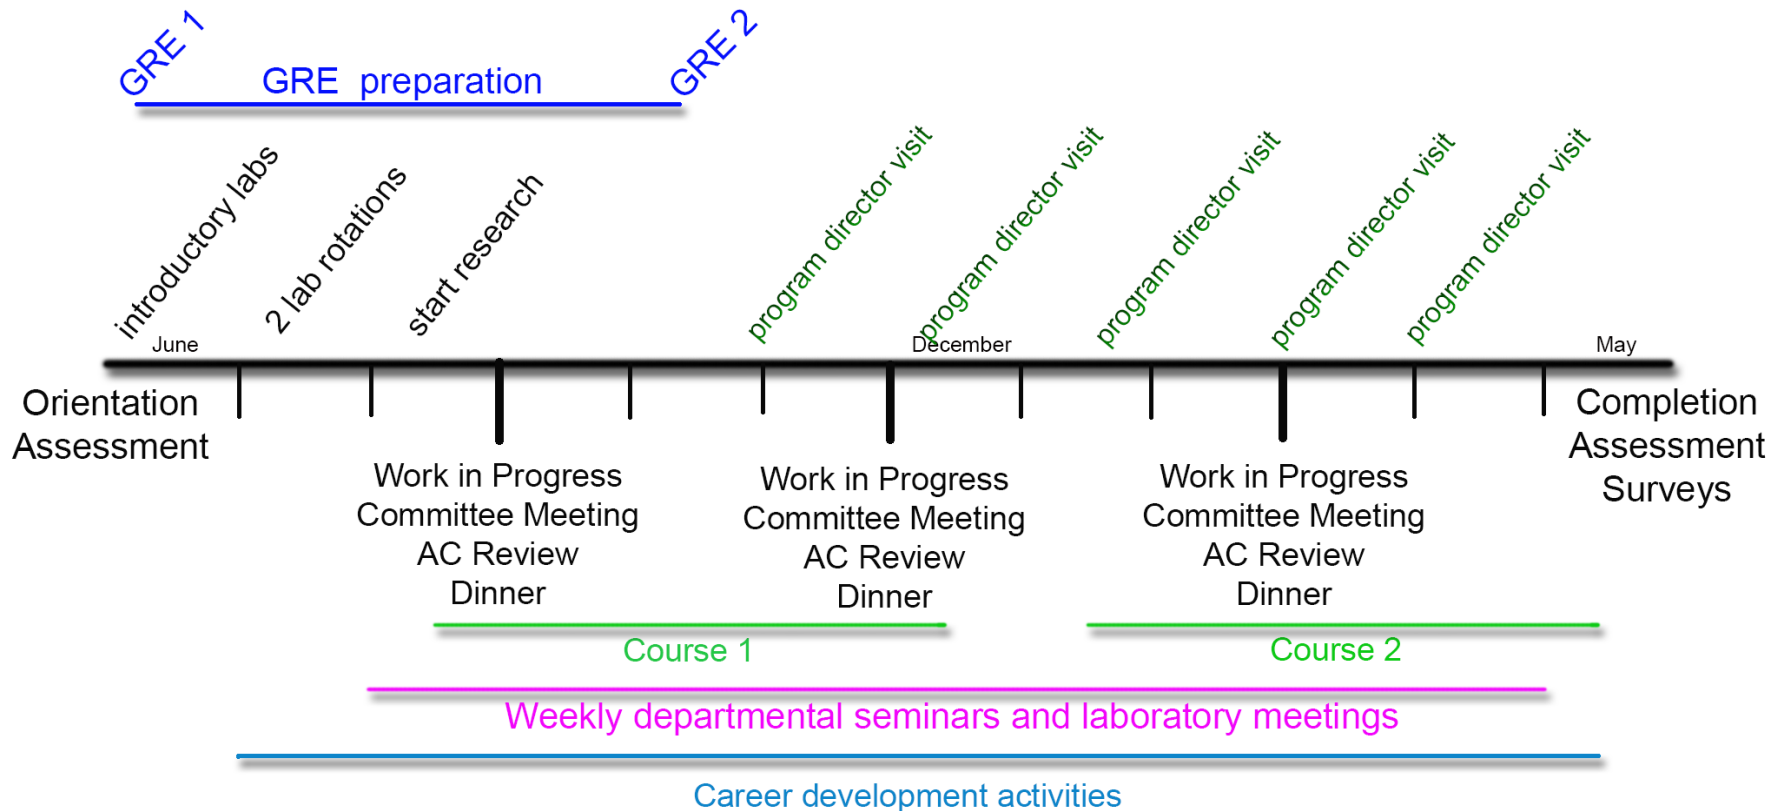 GRE 1
GRE preparation
GRE 2
introductory labs
2 lab rotations
start research
program director visit
program director visit
program director visit
program director visit
program director visit
June
December
May
Orientation
Assessment
Completion
Assessment
Surveys
Work in Progress
Committee Meeting
AC Review
Dinner
Work in Progress
Committee Meeting
AC Review
Dinner
Work in Progress
Committee Meeting
AC Review
Dinner
Course 1
Course 2
Weekly departmental seminars and laboratory meetings
Career development activities